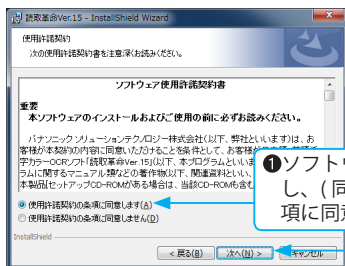 読取革命Ver.15 - InstallShield Wizard
使用許諾契約
次の使用許諾契約書を注意深くお読みください。
ソフトウェア使用許諾契約書
重要
本ソフトウェアのインストールおよびご使用の前に必ずお読みください。
パナソニック ソリューションテクノロジー株式会社(以下、弊社といいます)は、お
客様が本契約の内容に同意いただけることを条件として、お客様が
字カラーOCRソフト「読取革命Ver.15」(以下、本プログラムといいま
ラムに関するマニュアル類などの著作物(以下、関連資料といい、
本製品(セットアップCD-ROMがある場合は、当該CD-ROMも含む
使用許諾契約の条項に同意します(A)
使用許諾契約の条項に同意しません(D)
InstallShield
< 戻る(B)
次へ(N) >
キャンセル
❶ソフト
し、(同
項に同意